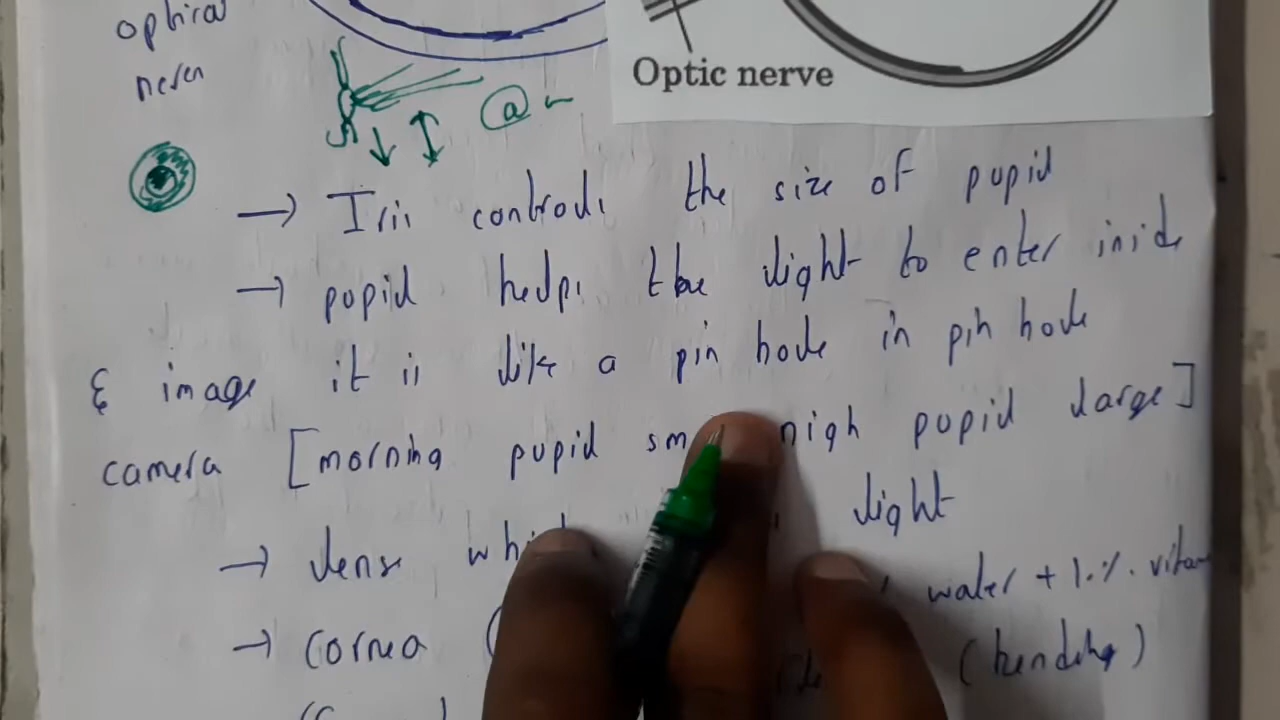 optical
nerve
Optic nerve
@
→ Iris controls the size of pupil
→ pupil helps the light to enter inside
& image it is like a pin hole in pin hole
camera [morning pupil sm nigh pupil large]
→ lens whi light
water + 1.%. vitam
→ Cornea ( (bending)